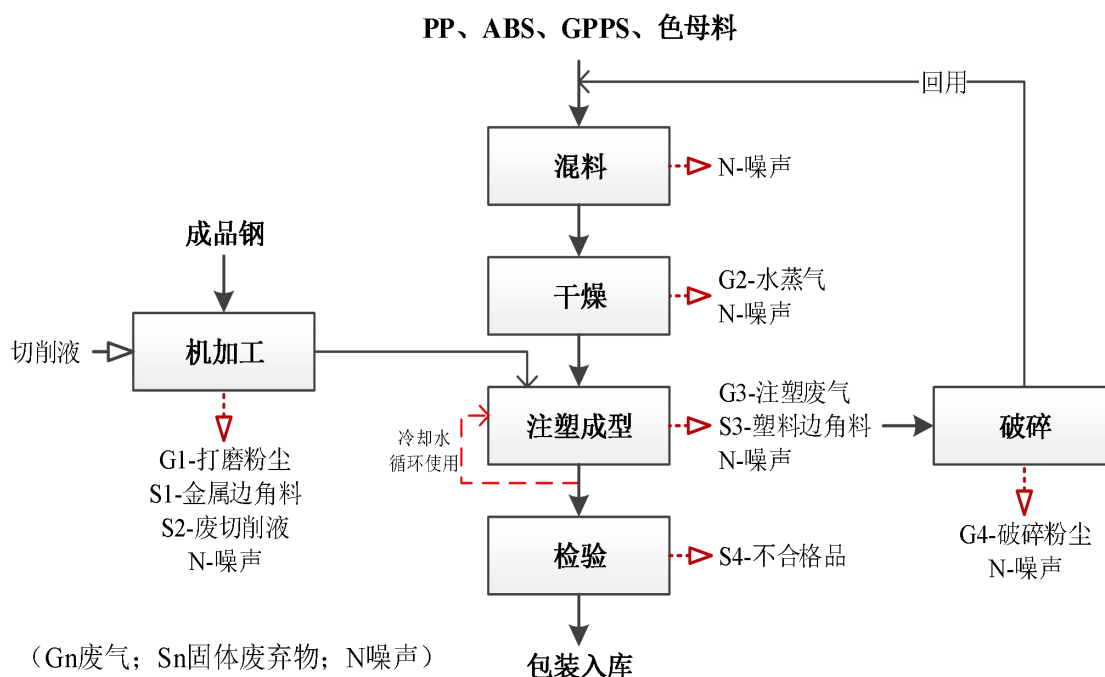 PP、ABS、GPPS、色母料
回用
混料
N-噪声
成品钢
干燥
G2-水蒸气
N-噪声
切削液
机加工
注塑成型
G3-注塑废气
S3-塑料边角料
N-噪声
破碎
冷却水
循环使用
G1-打磨粉尘
S1-金属边角料
S2-废切削液
N-噪声
检验
S4-不合格品
G4-破碎粉尘
N-噪声
包装入库
（Gn废气；Sn固体废弃物；N噪声）